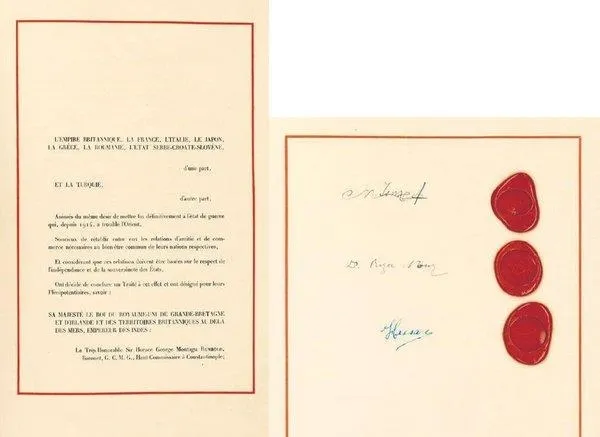 L'EMPIRE BRITANNIQUE, LA FRANCE, L'ITALIE, LE JAPON,
LA GRÈCE, LA ROUMANIE, L'ETAT SERBE-CROATE-SLOVÈNE,
d'une part,
ET LA TURQUIE,
d'autre part,
Animés du même désir de mettre fin définitivement à l'état de guerre
qui, depuis 1914, a troublé l'Orient,
Soucieux de rétablir entre eux les relations d'amitié et de com-
merce nécessaires au bien-être commun de leurs nations respectives,
Et considérant que ces relations doivent être basées sur le respect de
l'indépendance et de la souveraineté des États,
Ont décidé de conclure un Traité à cet effet et ont désigné pour leurs
Plénipotentiaires, savoir :
SA MAJESTÉ LE ROI DU ROYAUME-UNI DE GRANDE-BRETAGNE
ET D'IRLANDE ET DES TERRITOIRES BRITANNIQUES AU DELÀ
DES MERS, EMPEREUR DES INDES :
Le Très Honorable Sir Horace George Montagu RUMBOLD,
Baronet, G. C. M. G., Haut Commissaire à Constantinople;